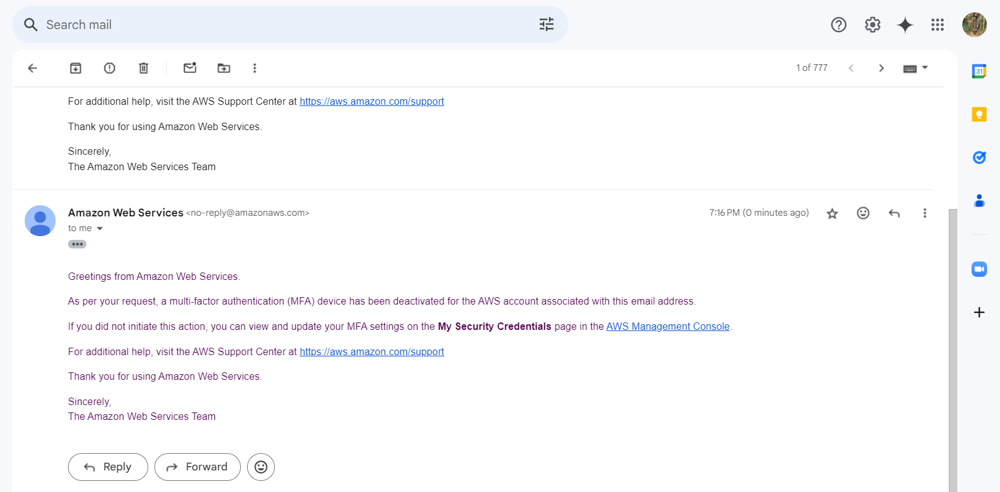 Search mail
1 of 777
31
For additional help, visit the AWS Support Center at https://aws.amazon.com/support
Thank you for using Amazon Web Services.
Sincerely,
The Amazon Web Services Team
Amazon Web Services <no-reply@amazonaws.com>
7:16 PM (0 minutes ago)
to me
Greetings from Amazon Web Services.
As per your request, a multi-factor authentication (MFA) device has been deactivated for the AWS account associated with this email address.
If you did not initiate this action, you can view and update your MFA settings on the My Security Credentials page in the AWS Management Console.
For additional help, visit the AWS Support Center at https://aws.amazon.com/support
Thank you for using Amazon Web Services.
Sincerely,
The Amazon Web Services Team
Reply
Forward